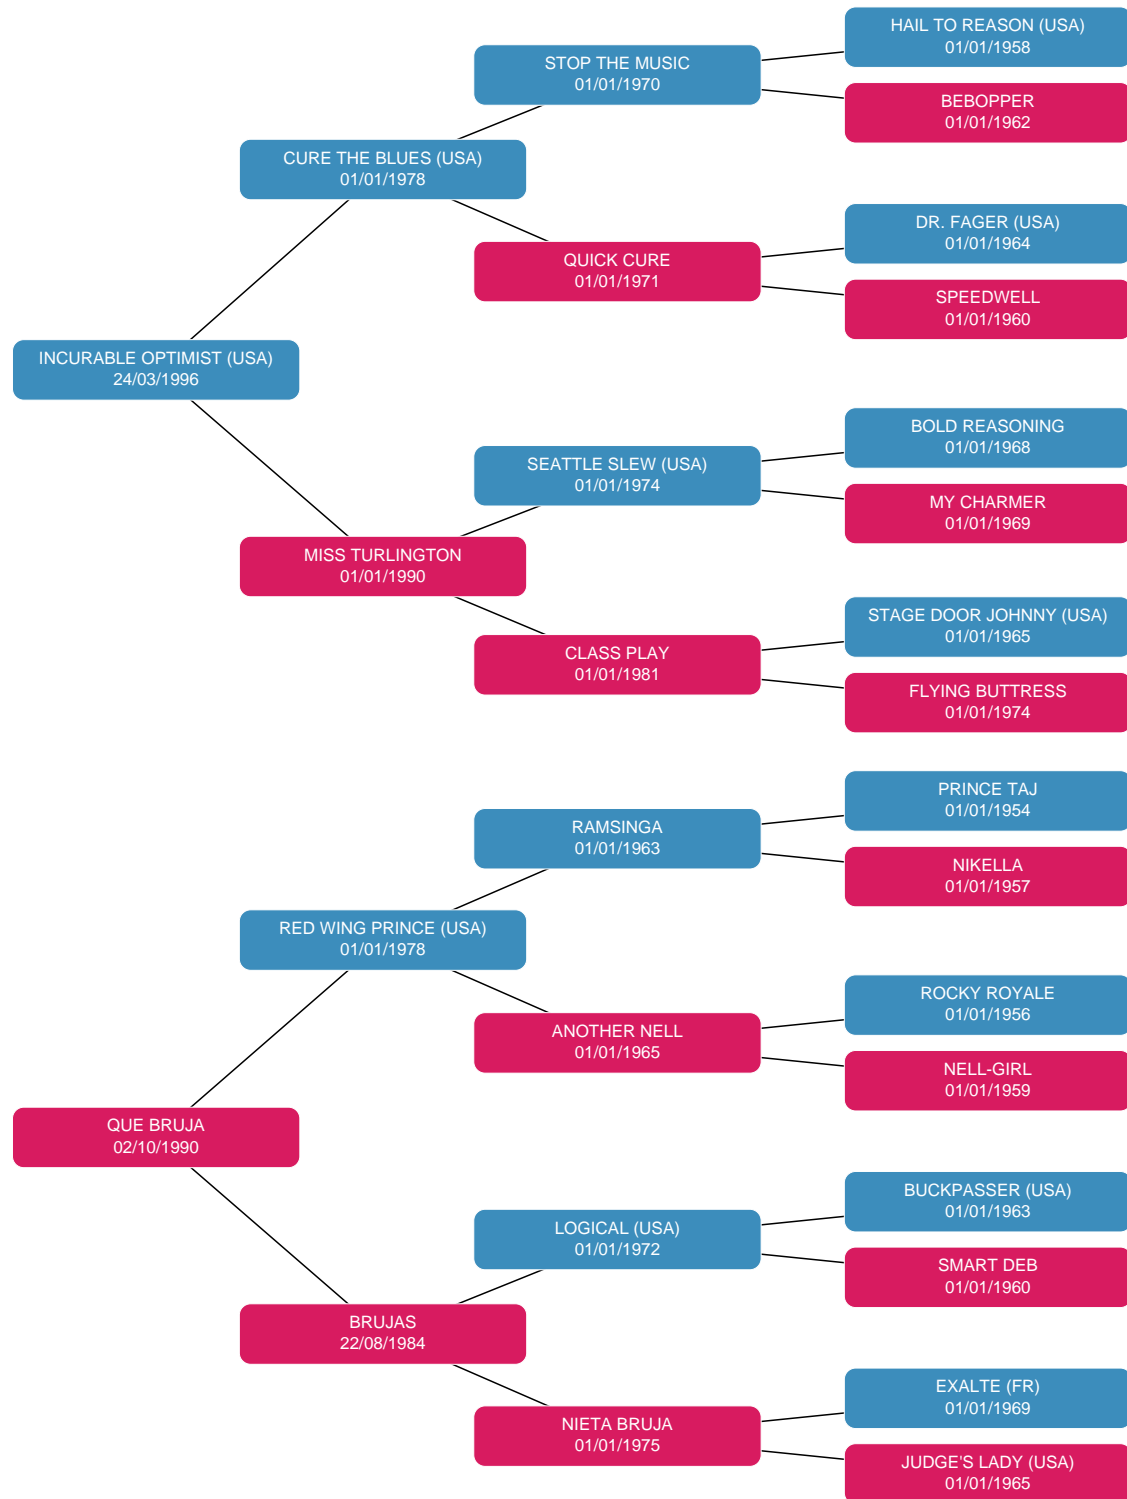 HAIL TO REASON (USA)
01/01/1958
STOP THE MUSIC
01/01/1970
BEBOPPER
01/01/1962
CURE THE BLUES (USA)
01/01/1978
DR. FAGER (USA)
01/01/1964
QUICK CURE
01/01/1971
SPEEDWELL
01/01/1960
INCURABLE OPTIMIST (USA)
24/03/1996
BOLD REASONING
01/01/1968
SEATTLE SLEW (USA)
01/01/1974
MY CHARMER
01/01/1969
MISS TURLINGTON
01/01/1990
STAGE DOOR JOHNNY (USA)
01/01/1965
CLASS PLAY
01/01/1981
FLYING BUTTRESS
01/01/1974
PRINCE TAJ
01/01/1954
RAMSINGA
01/01/1963
NIKELLA
01/01/1957
RED WING PRINCE (USA)
01/01/1978
ROCKY ROYALE
01/01/1956
ANOTHER NELL
01/01/1965
NELL-GIRL
01/01/1959
QUE BRUJA
02/10/1990
BUCKPASSER (USA)
01/01/1963
LOGICAL (USA)
01/01/1972
SMART DEB
01/01/1960
BRUJAS
22/08/1984
EXALTE (FR)
01/01/1969
NIETA BRUJA
01/01/1975
JUDGE'S LADY (USA)
01/01/1965